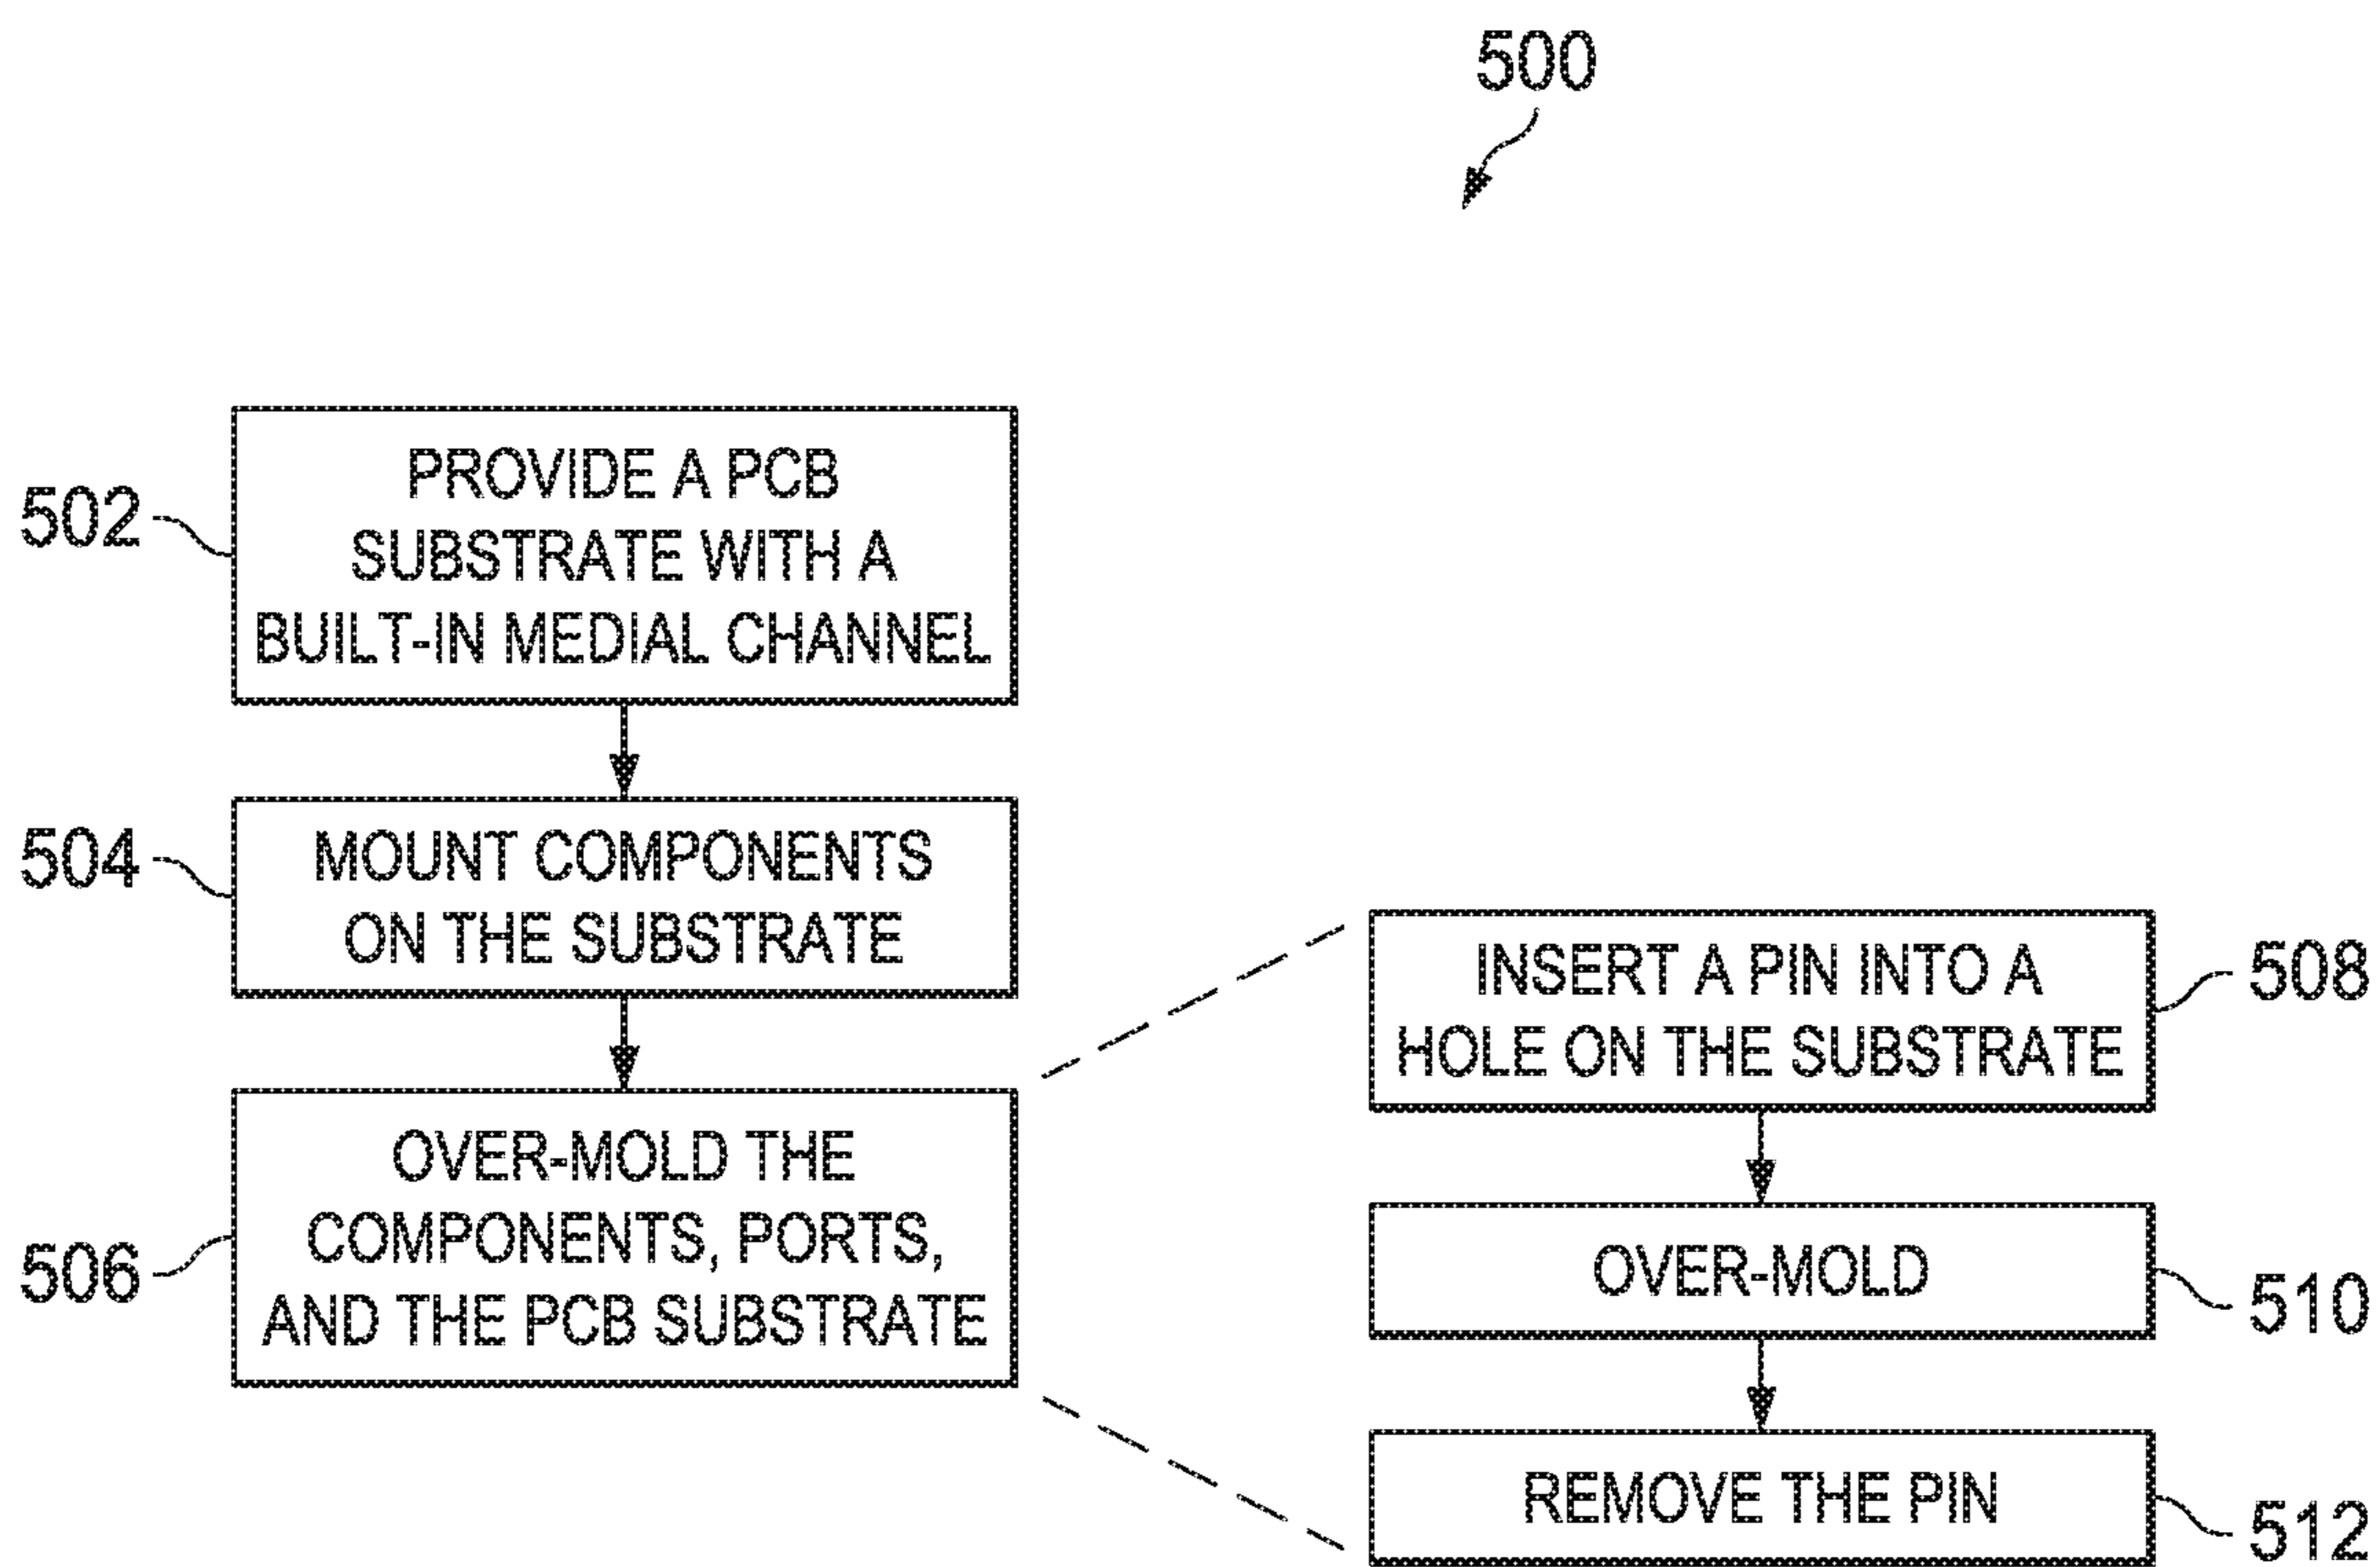 500
502
PROVIDE A PCB
SUBSTRATE WITH A
BUILT-IN MEDIAL CHANNEL
504
MOUNT COMPONENTS
ON THE SUBSTRATE
506
OVER-MOLD THE
COMPONENTS, PORTS,
AND THE PCB SUBSTRATE
INSERT A PIN INTO A
HOLE ON THE SUBSTRATE
508
OVER-MOLD
510
REMOVE THE PIN
512